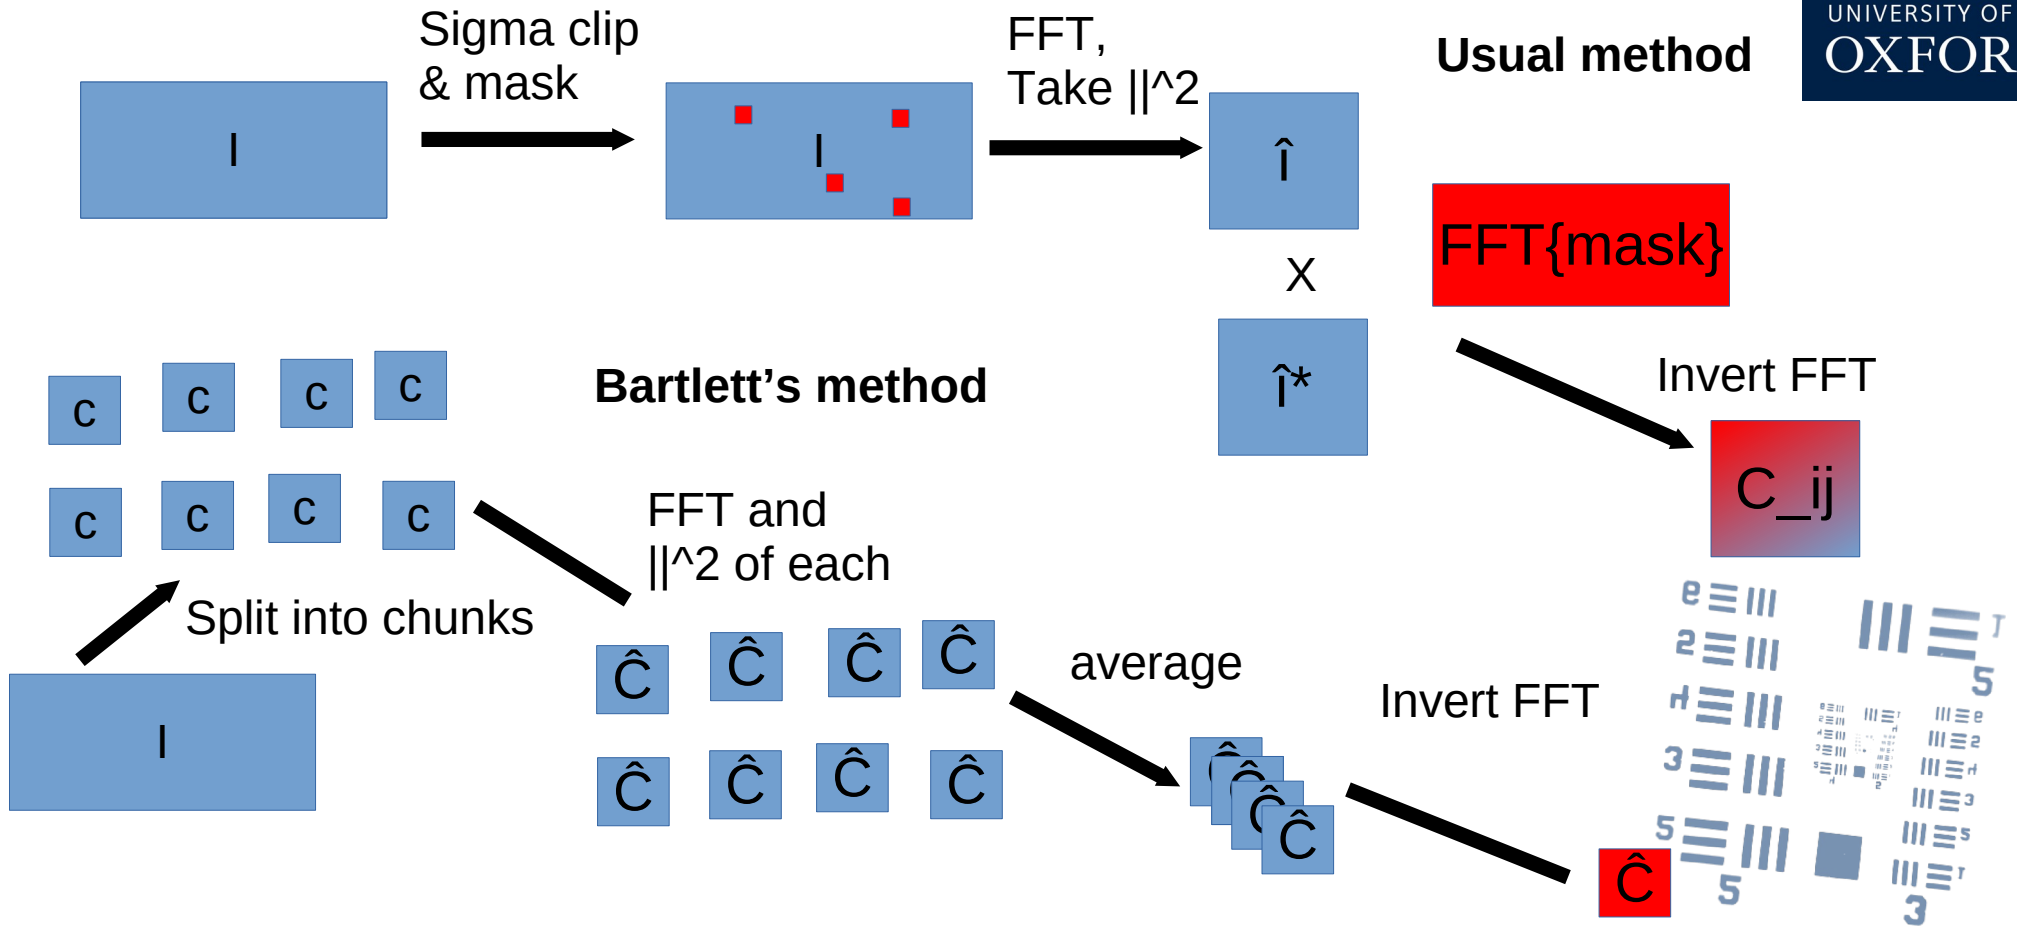 Sigma clip
& mask
FFT,
Take ||^2
Usual method
UNIVERSITY OF
OXFOR
I
I
î
X
î*
FFT{mask}
Invert FFT
C_ij
Bartlett's method
c c c c
c c c c
Split into chunks
I
FFT and
||^2 of each
Ĉ Ĉ Ĉ Ĉ
Ĉ Ĉ Ĉ Ĉ
average
Ĉ
Ĉ
Ĉ
Ĉ
Invert FFT
Ĉ